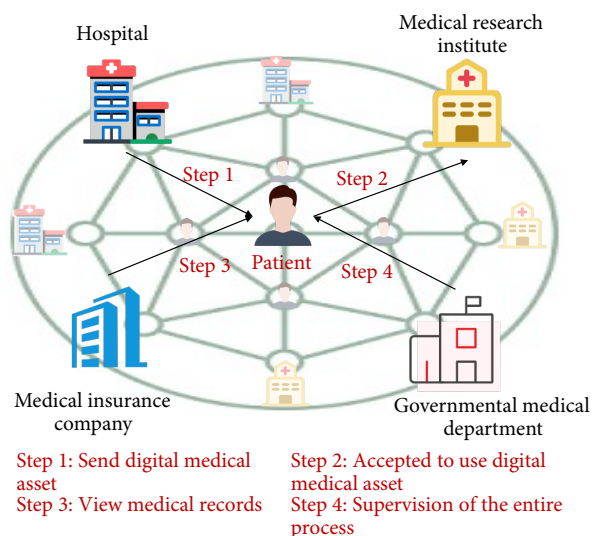 Hospital
Medical research
institute
Step 1
Step 2
Step 3
Patient
Step 4
Medical insurance
company
Governmental medical
department
Step 1: Send digital medical
asset
Step 3: View medical records
Step 2: Accepted to use digital
medical asset
Step 4: Supervision of the entire
process